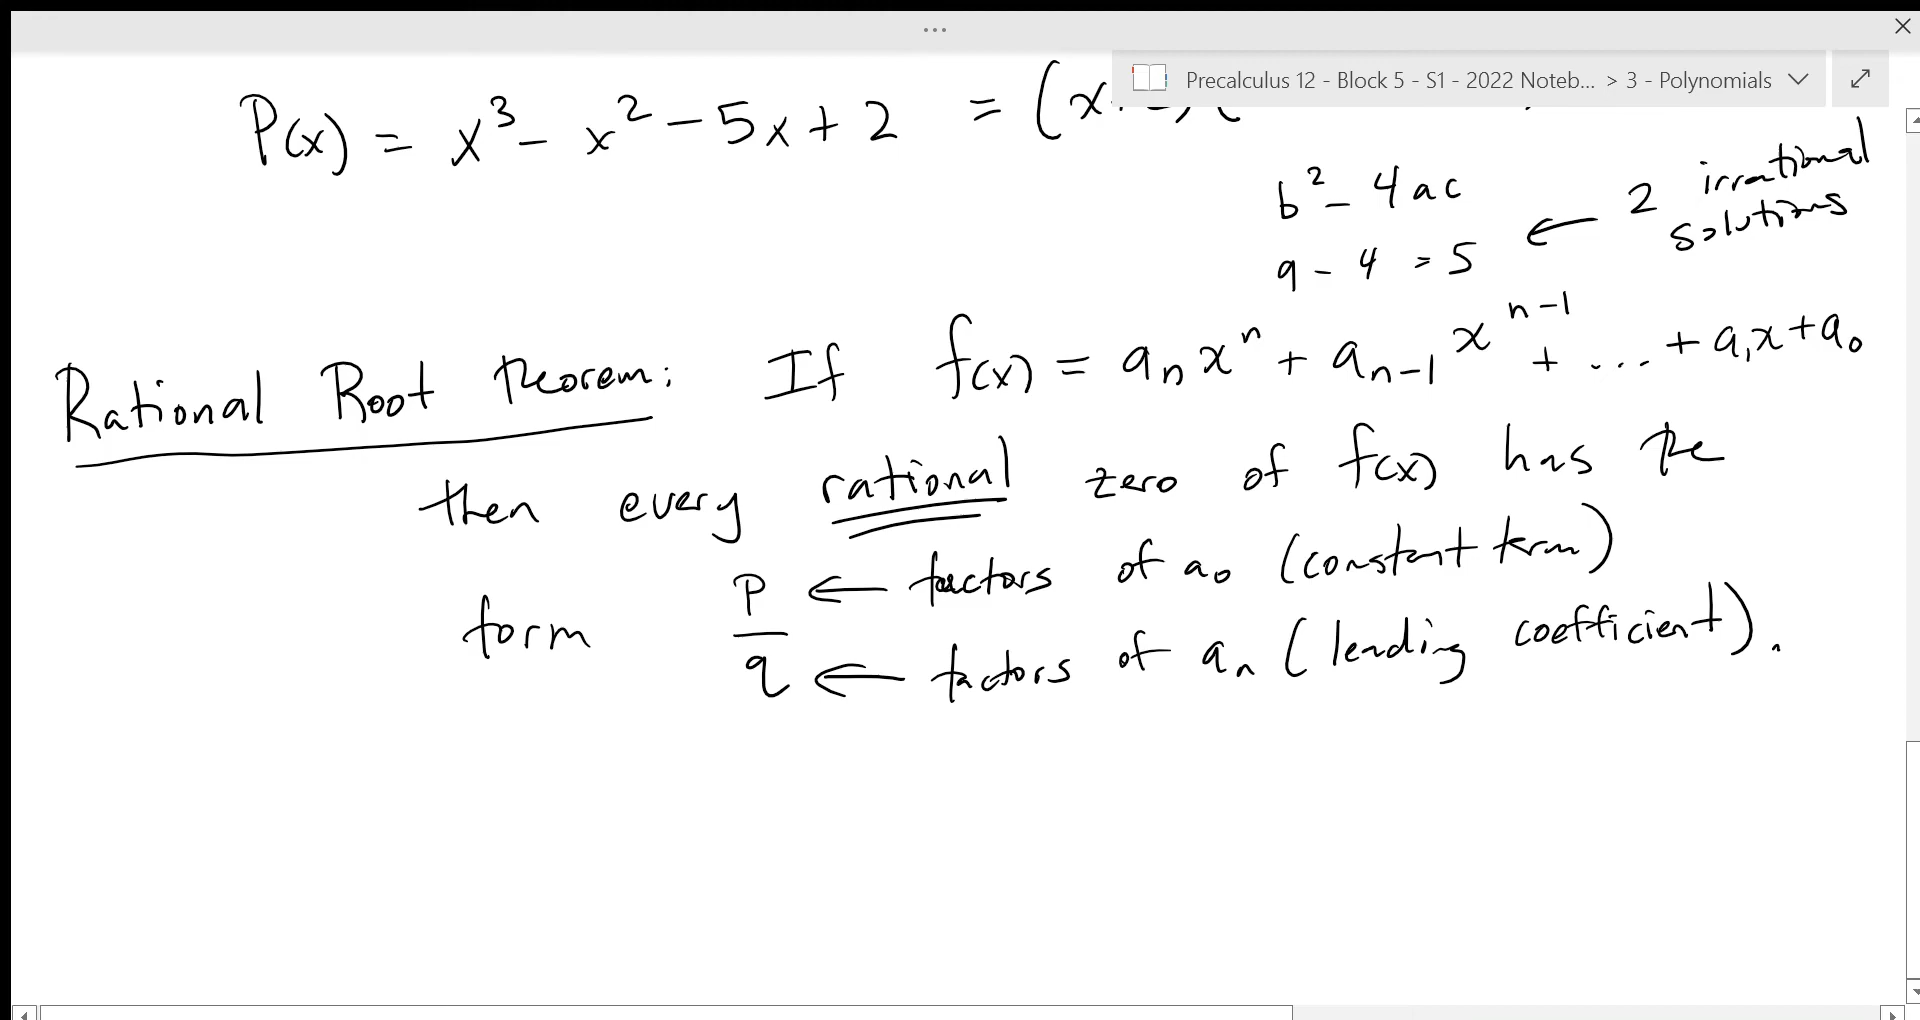 Precalculus 12 - Block 5 - S1 - 2022 Noteb... > 3 - Polynomials
P(x) = x³ - x² - 5x + 2 = (x
b² - 4ac
9 - 4 = 5 ← 2 irrational solutions
Rational Root theorem: If f(x) = aₙxⁿ + aₙ₋₁xⁿ⁻¹ + ... + a₁x + a₀
then every rational zero of f(x) has the
form p/q
p ← factors of a₀ (constant term)
q ← factors of aₙ (leading coefficient).